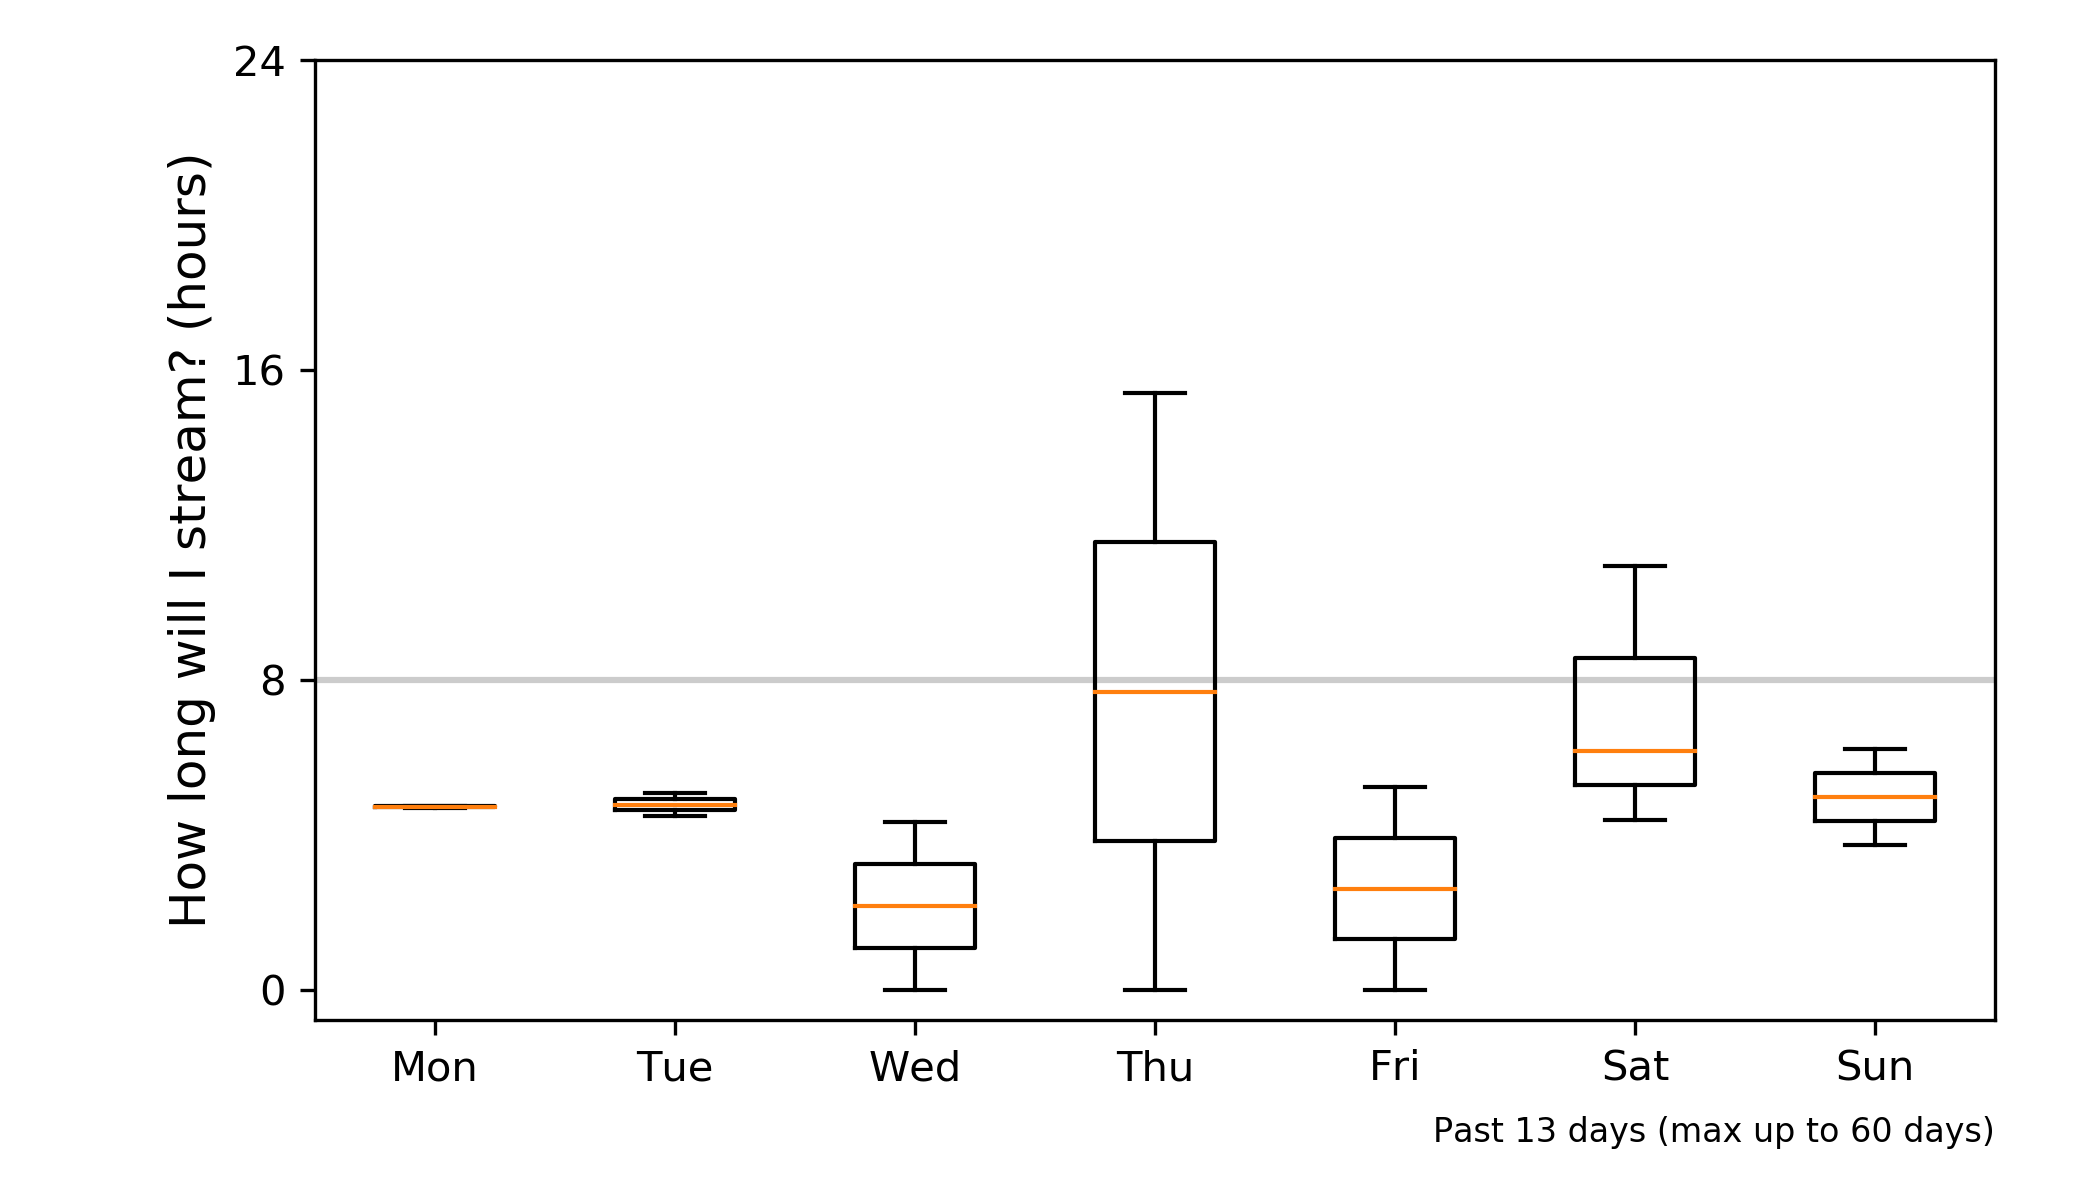 How long will I stream? (hours)
24
16
8
0
Mon Tue Wed Thu Fri Sat Sun
Past 13 days (max up to 60 days)